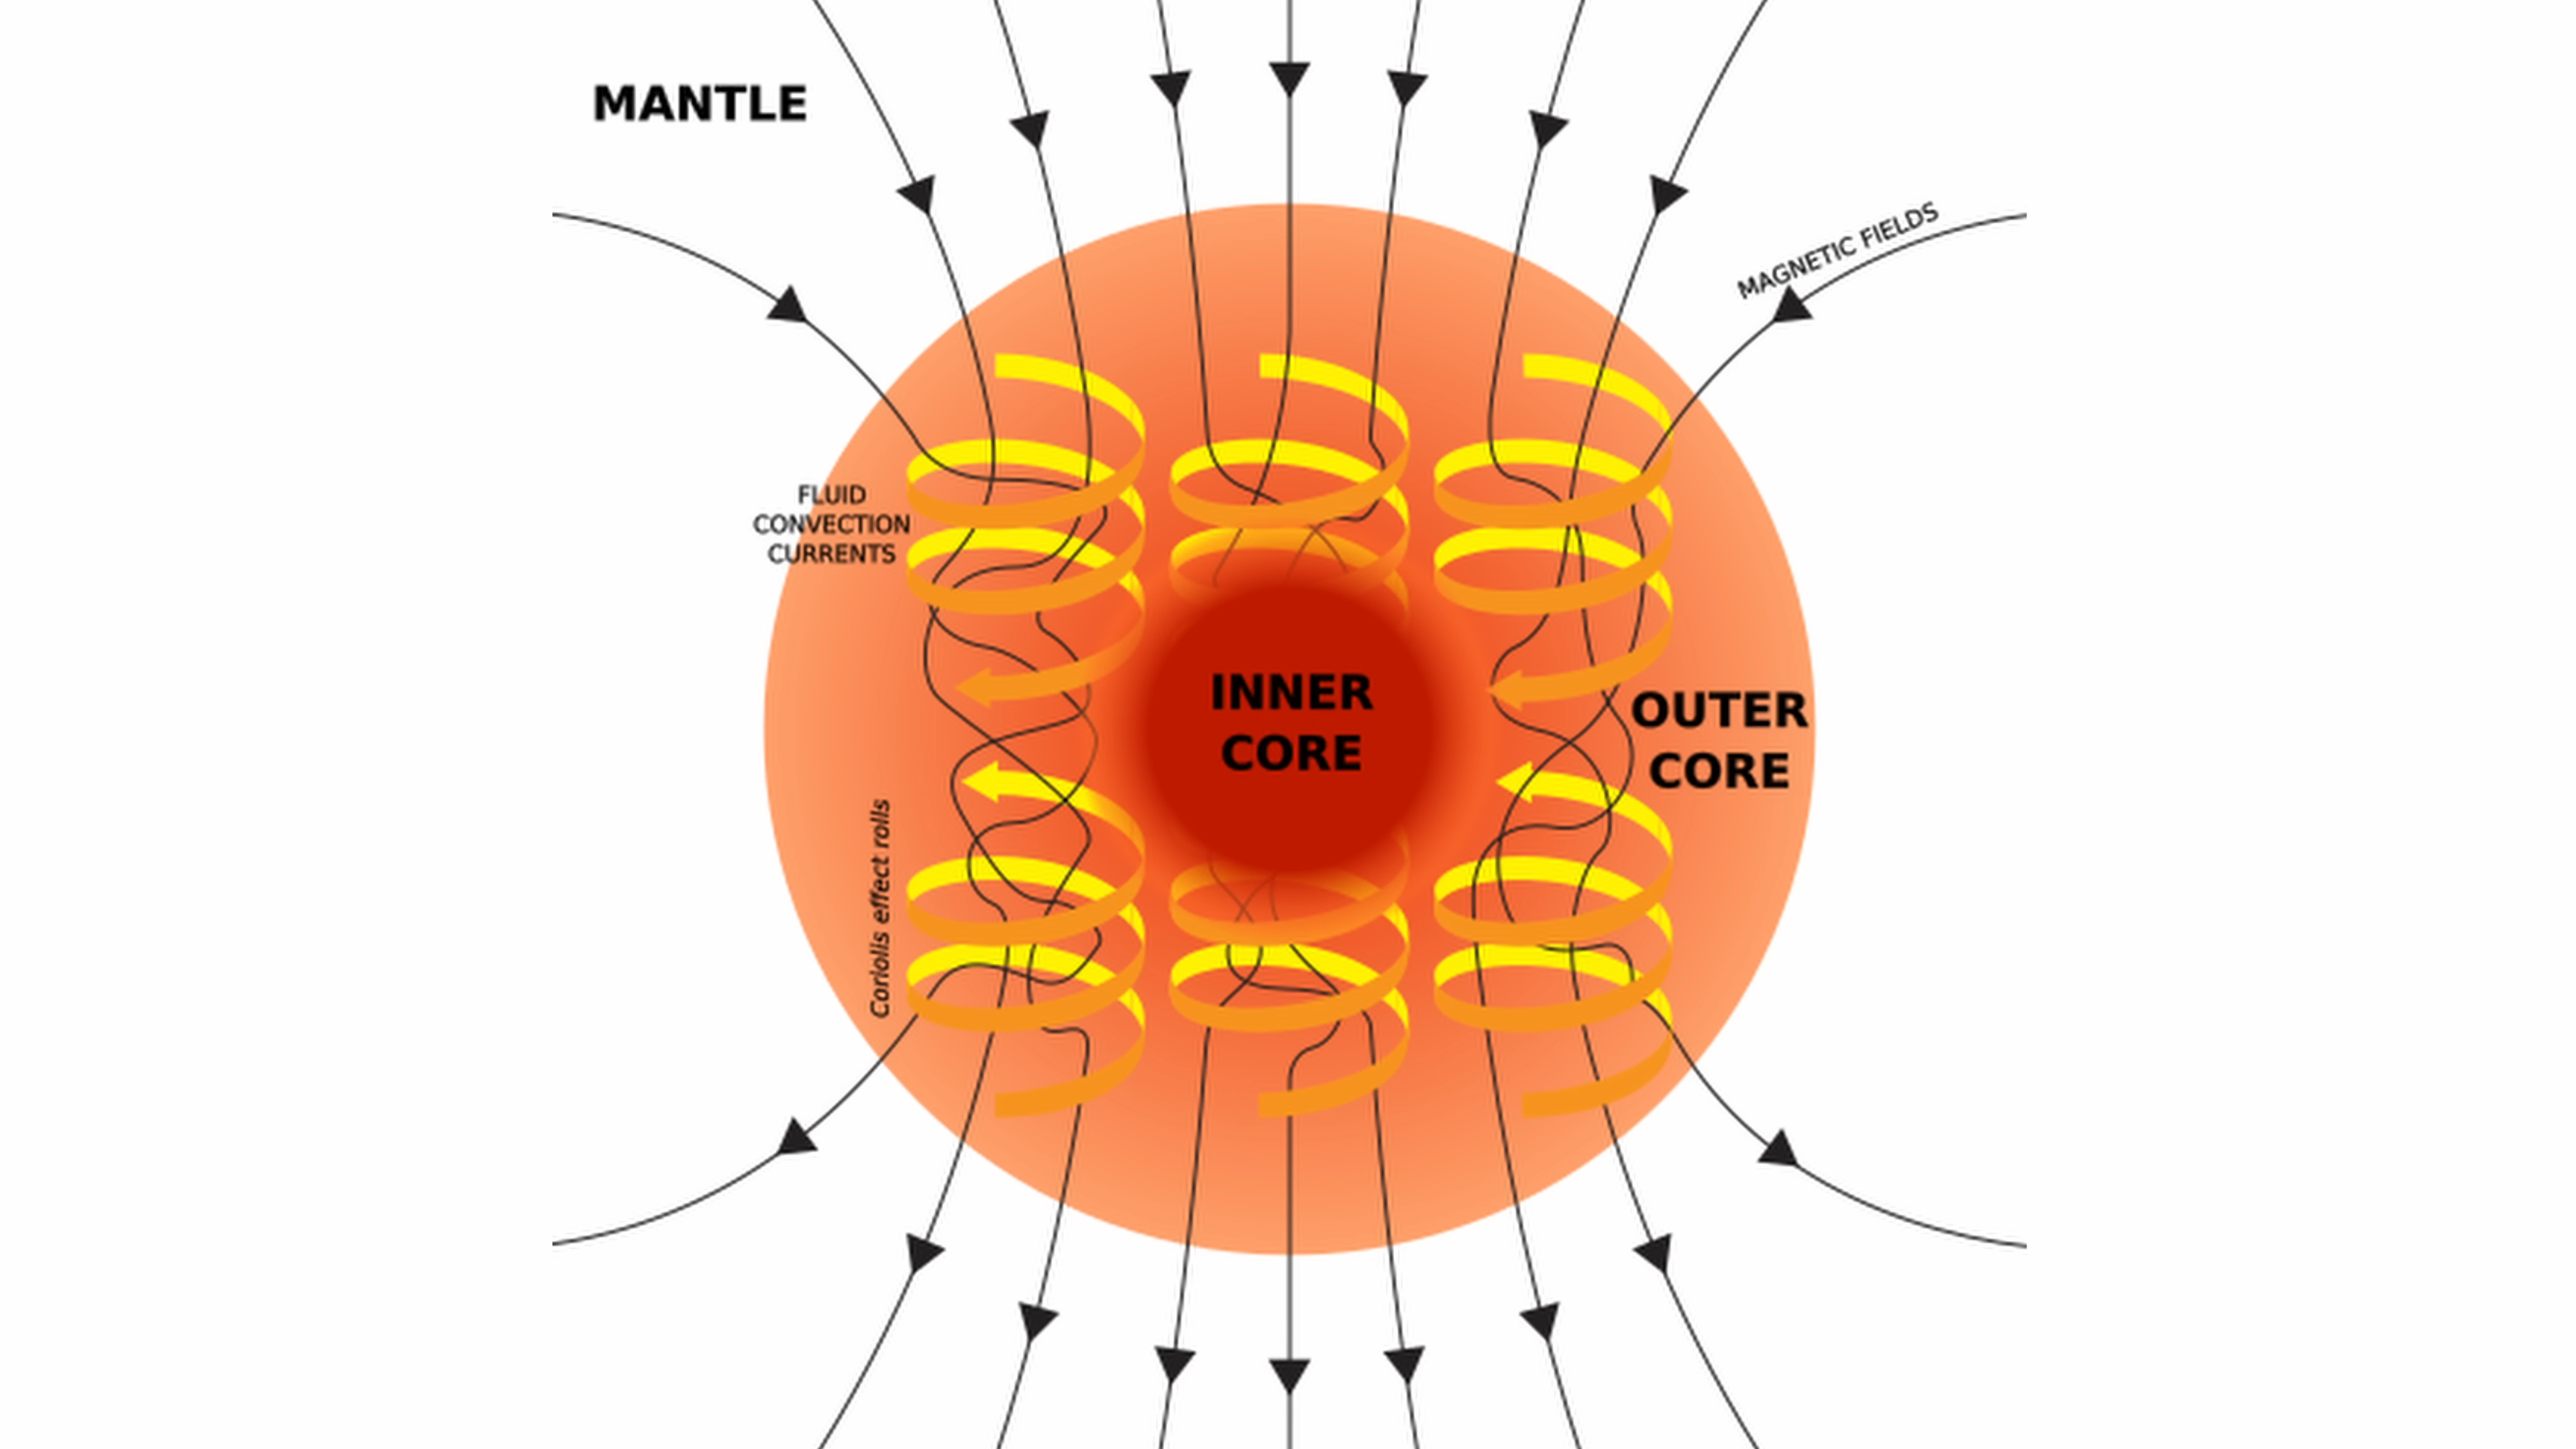 MANTLE
MAGNETIC FIELDS
FLUID
CONVECTION
CURRENTS
INNER
CORE
OUTER
CORE
Coriolis effect rolls